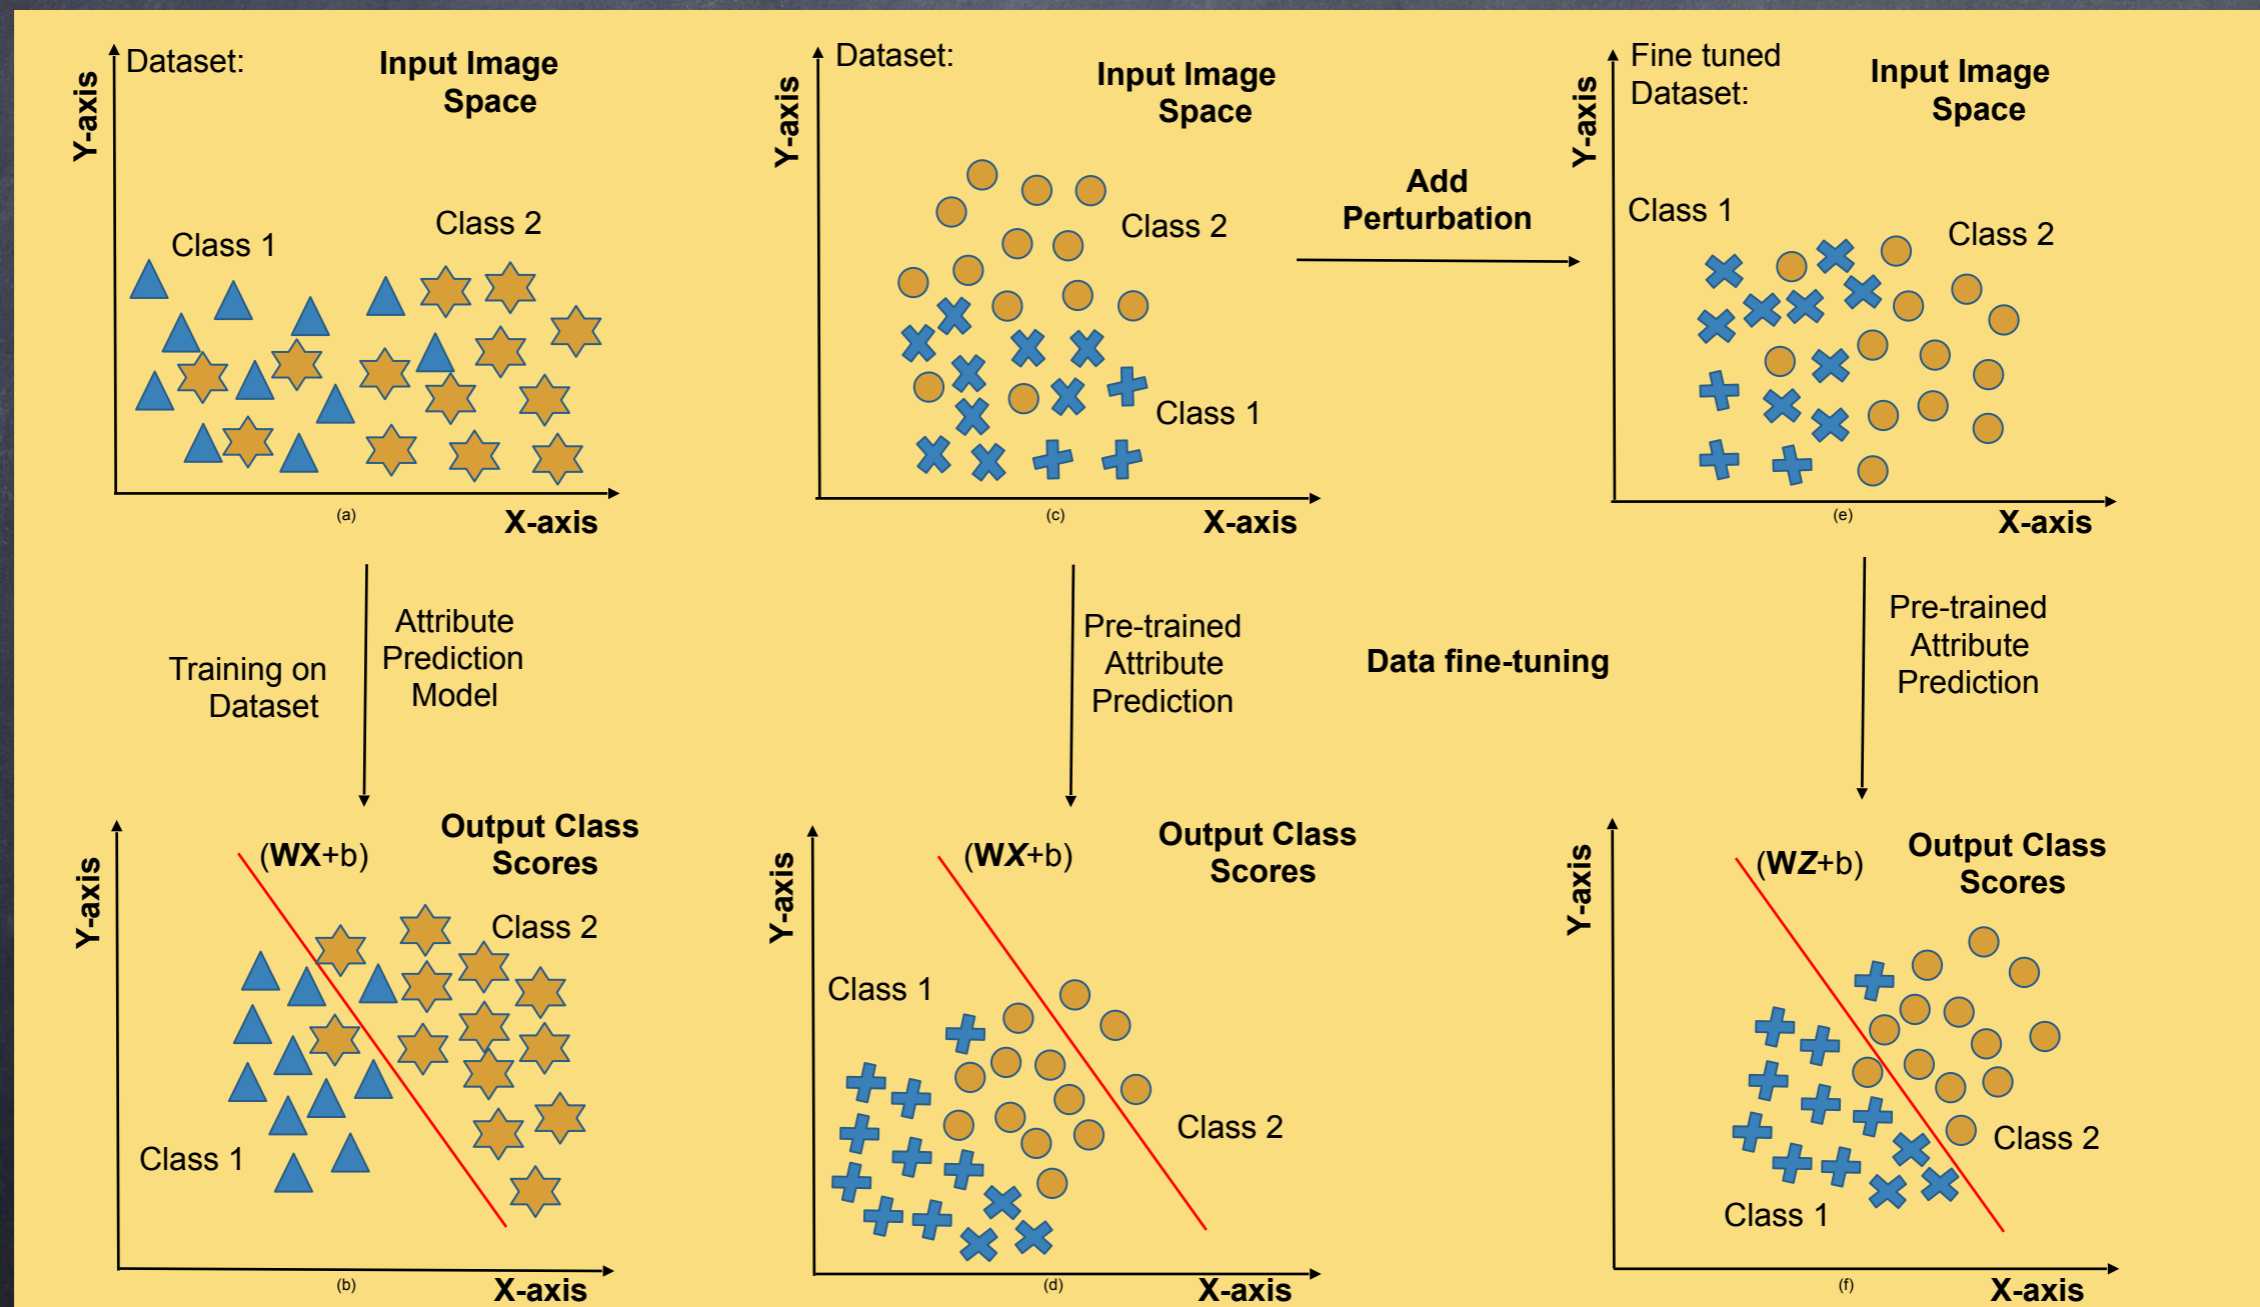 Dataset:
Input Image
Space
Y-axis
Class 1
Class 2
(a)
X-axis
Dataset:
Input Image
Space
Y-axis
Class 2
Class 1
(c)
X-axis
Add
Perturbation
Fine tuned
Dataset:
Input Image
Space
Y-axis
Class 1
Class 2
(e)
X-axis
Training on
Dataset
Attribute
Prediction
Model
Pre-trained
Attribute
Prediction
Data fine-tuning
Pre-trained
Attribute
Prediction
Y-axis
(WX+b)
Output Class
Scores
Class 2
Class 1
(b)
X-axis
Y-axis
(WX+b)
Output Class
Scores
Class 1
Class 2
(d)
X-axis
Y-axis
(WZ+b)
Output Class
Scores
Class 2
Class 1
(f)
X-axis